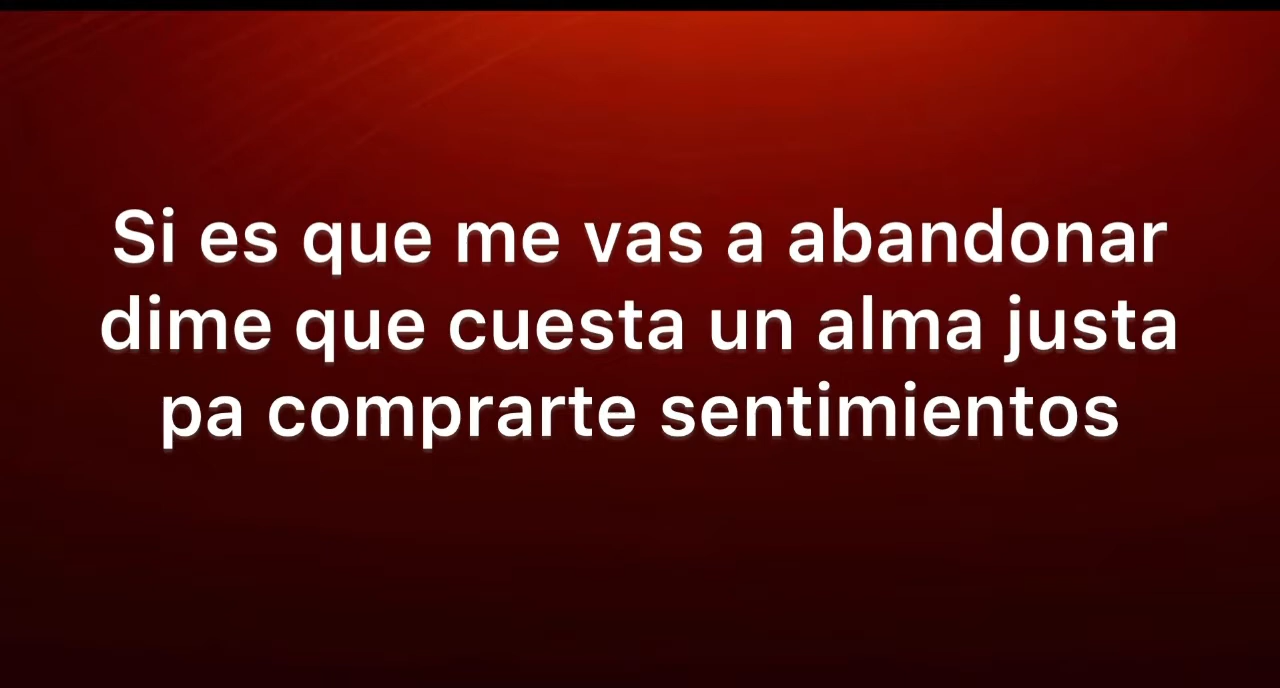 Si es que me vas a abandonar
dime que cuesta un alma justa
pa comprarte sentimientos